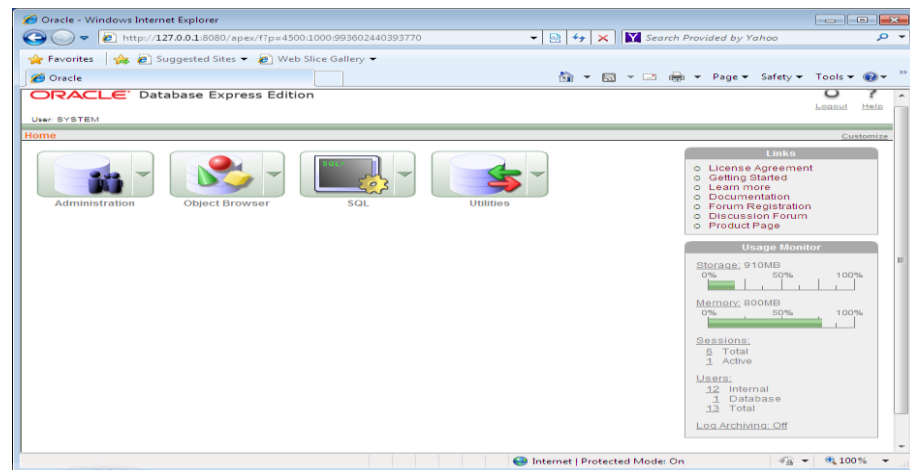 Oracle - Windows Internet Explorer
http://127.0.0.1:8080/apex/f?p=4500:1000:993602440393770
Search Provided by Yahoo
Favorites Suggested Sites Web Slice Gallery
Oracle
Page Safety Tools
ORACLE Database Express Edition
Logout Help
User: SYSTEM
Home
Customize
SQL>
Administration Object Browser SQL Utilities
Links
License Agreement
Getting Started
Learn more
Documentation
Forum Registration
Discussion Forum
Product Page
Usage Monitor
Storage: 910MB
0% 50% 100%
Memory: 800MB
0% 50% 100%
Sessions:
6 Total
1 Active
Users:
12 Internal
1 Database
13 Total
Log Archiving: Off
Internet | Protected Mode: On 100%